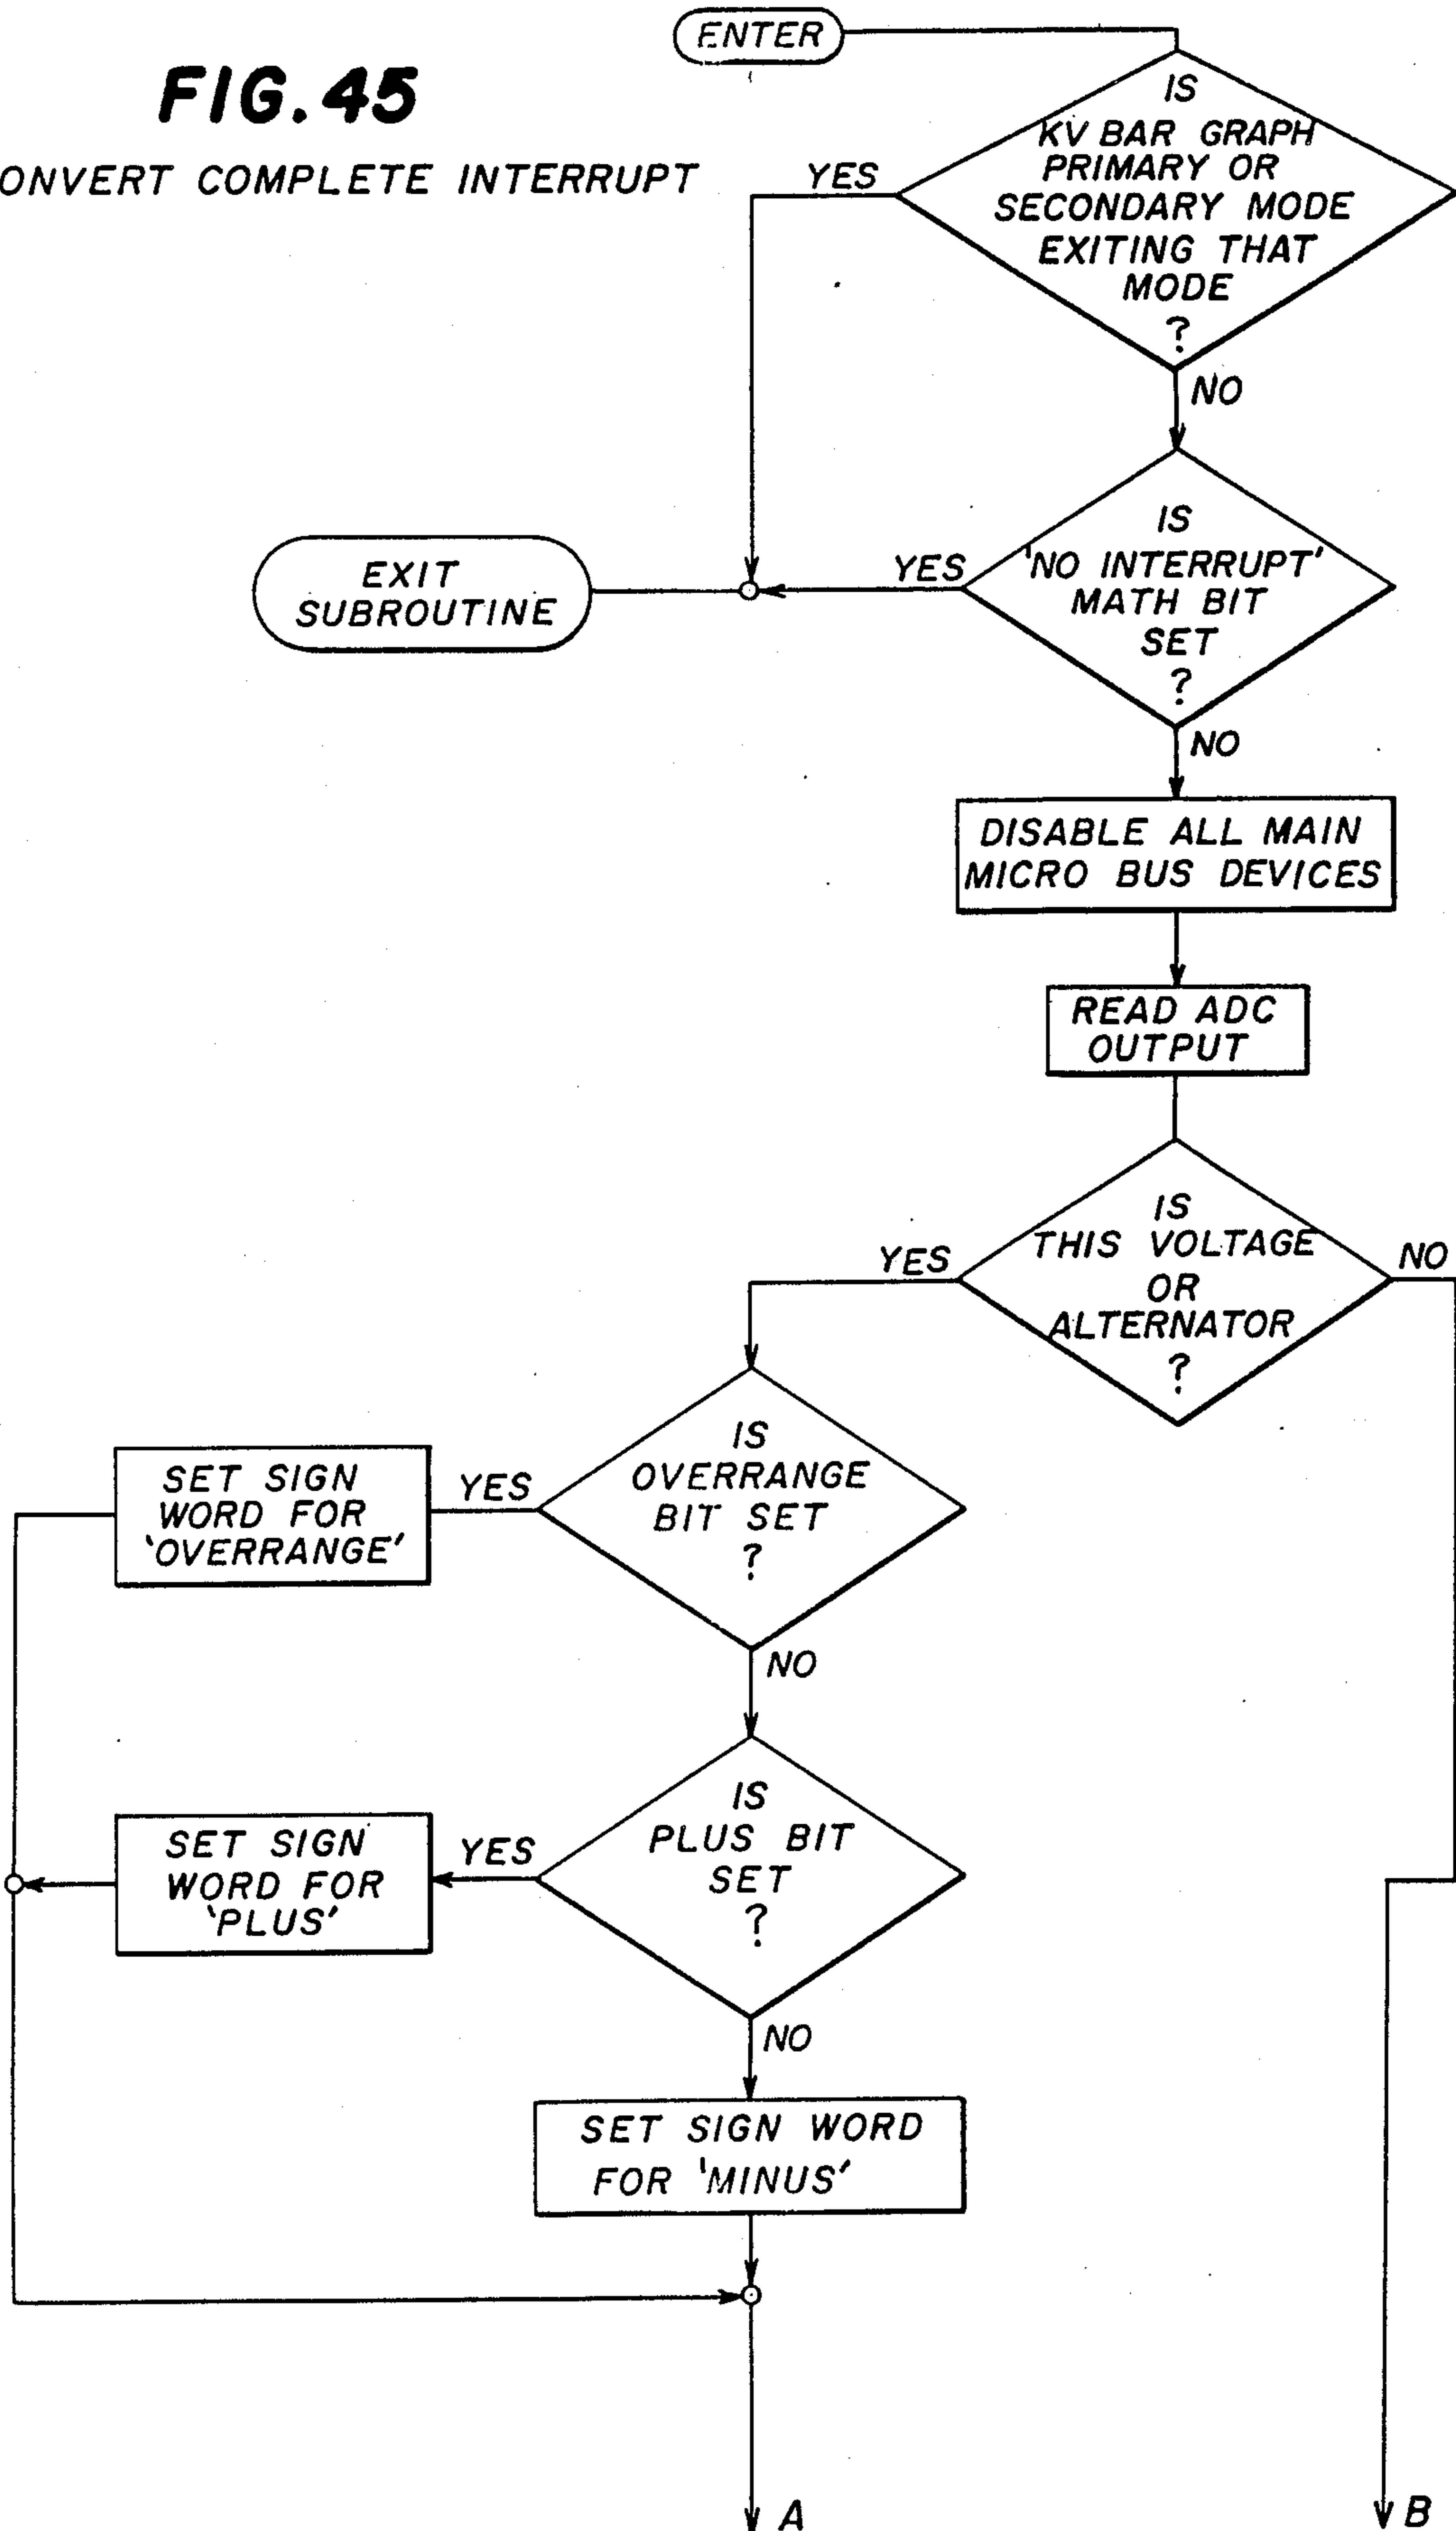 ENTER
FIG. 45
ONVERT COMPLETE INTERRUPT
IS
KV BAR GRAPH
PRIMARY OR
SECONDARY MODE
EXITING THAT
MODE
?
YES
NO
IS
'NO INTERRUPT'
MATH BIT
SET
?
YES
EXIT
SUBROUTINE
NO
DISABLE ALL MAIN
MICRO BUS DEVICES
READ ADC
OUTPUT
IS
THIS VOLTAGE
OR
ALTERNATOR
?
YES
NO
IS
OVERRANGE
BIT SET
?
YES
SET SIGN
WORD FOR
'OVERRANGE'
NO
IS
PLUS BIT
SET
?
YES
SET SIGN
WORD FOR
'PLUS'
NO
SET SIGN WORD
FOR 'MINUS'
A
B